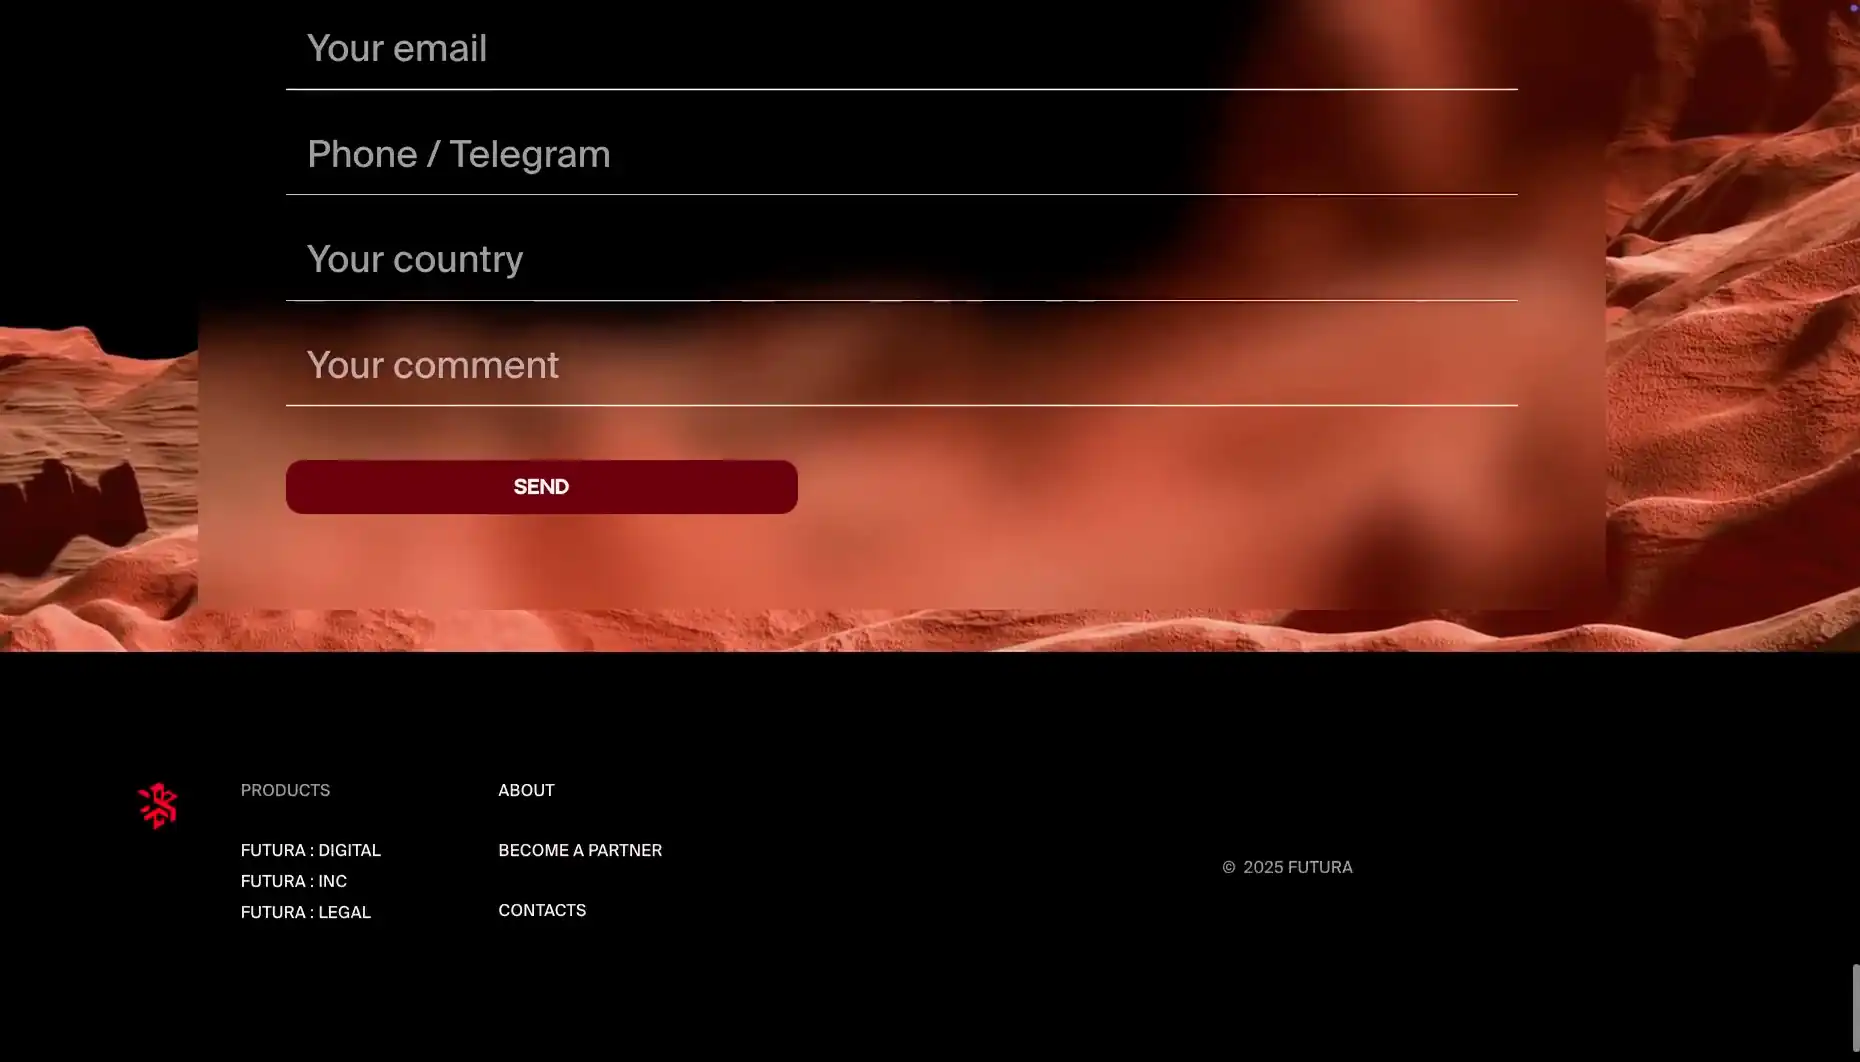 Your email
Phone / Telegram
Your country
Your comment
SEND
PRODUCTS
FUTURA : DIGITAL
FUTURA : INC
FUTURA : LEGAL
ABOUT
BECOME A PARTNER
CONTACTS
© 2025 FUTURA